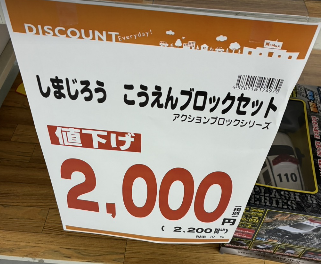 DISCOUNT Everyday!
しまじろう こうえんブロックセット
アクションブロックシリーズ
値下げ
2,000円
( 2,200円 )
110